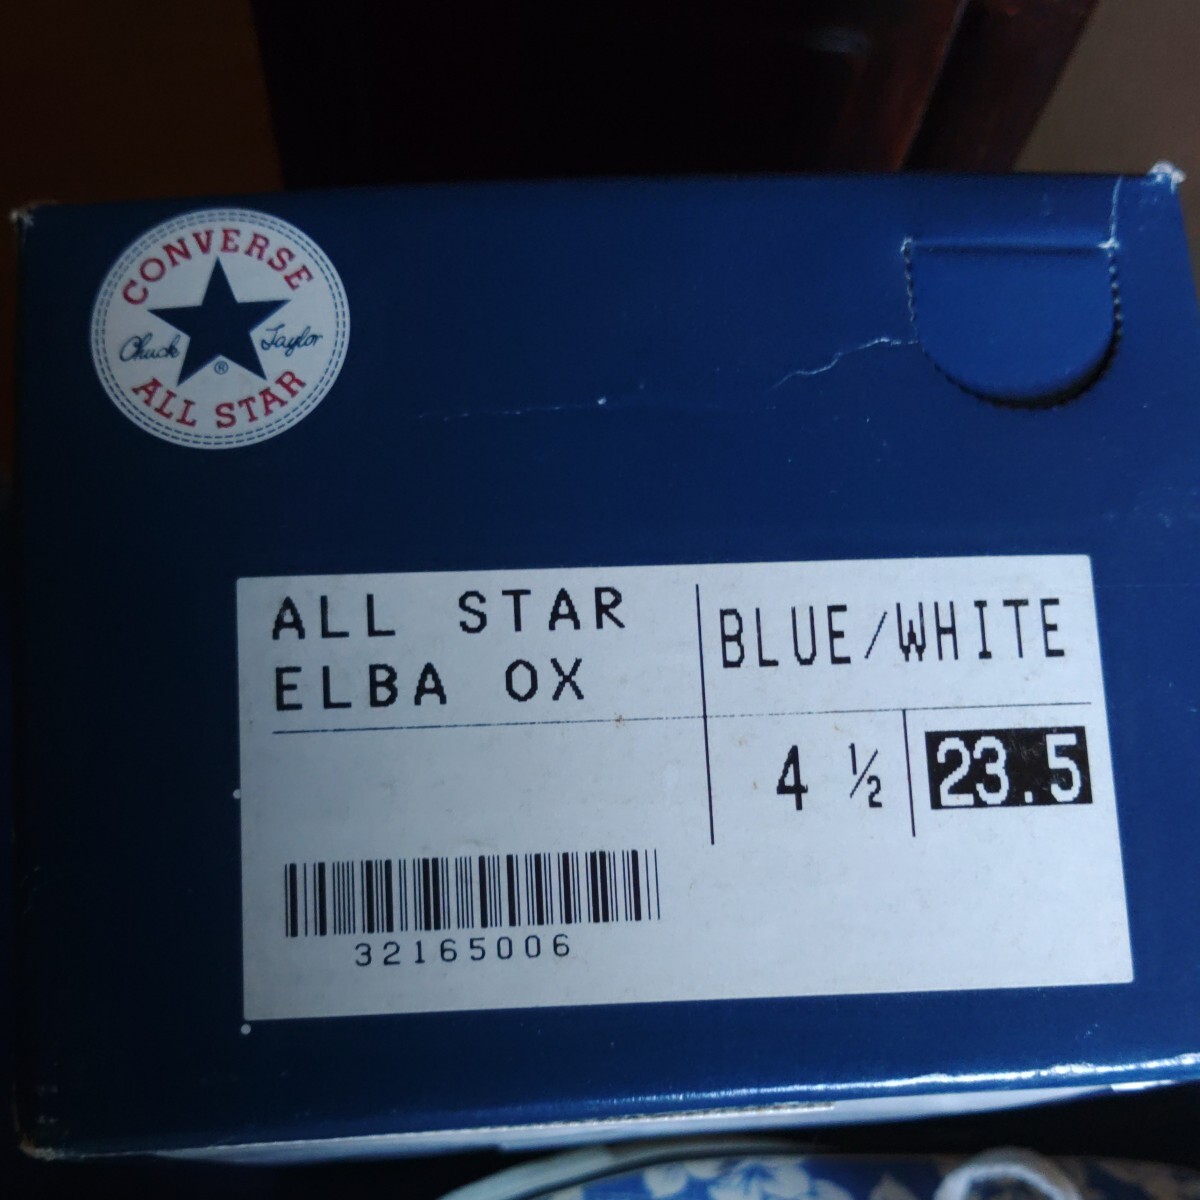 CONVERSE
Chuck Taylor
®
ALL STAR
ALL STAR
ELBA OX
BLUE/WHITE
4 ½
23.5
32165006